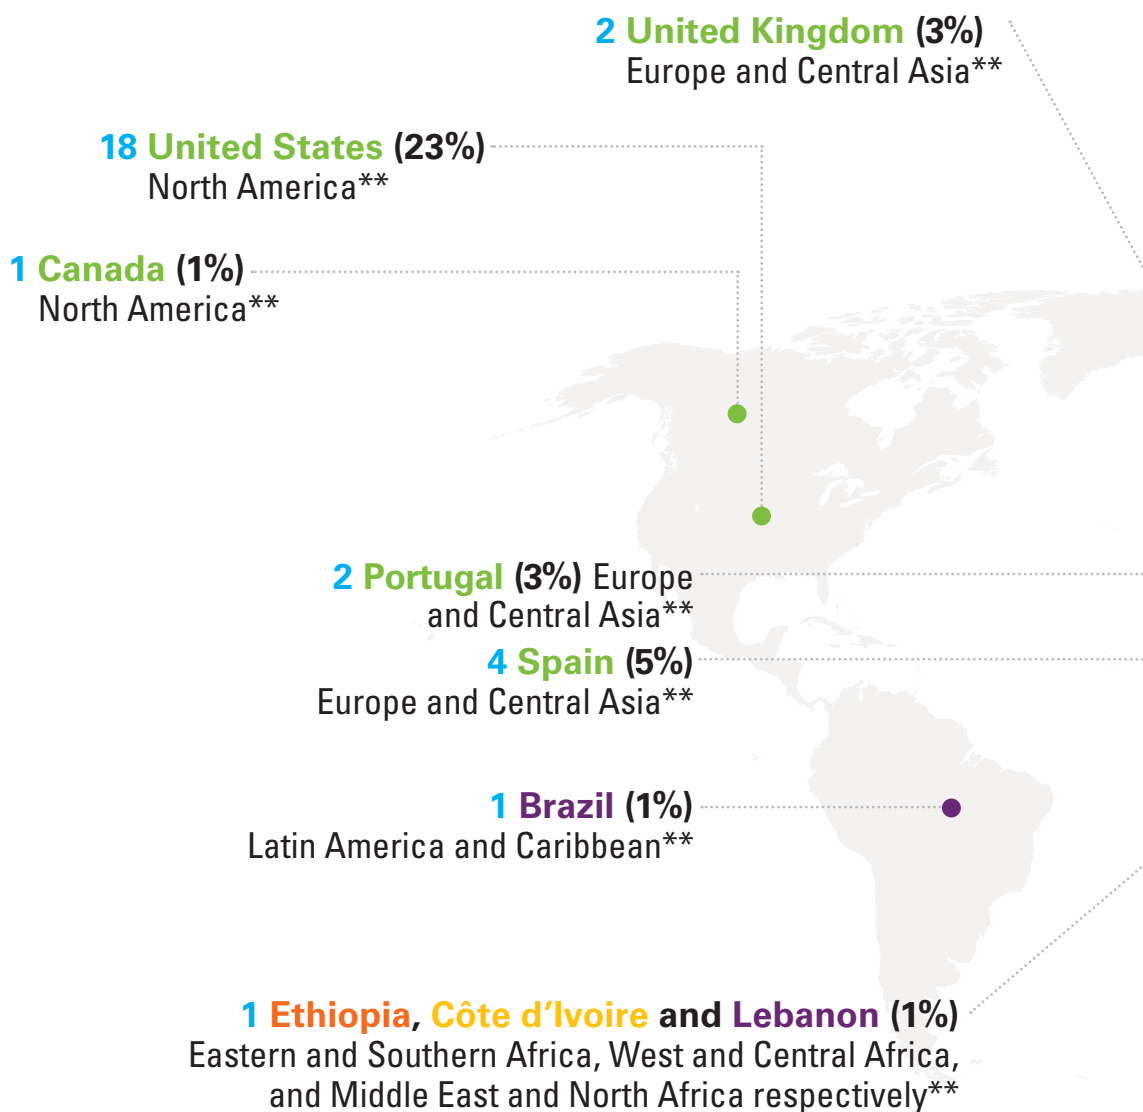 2 United Kingdom (3%)
Europe and Central Asia**
18 United States (23%)
North America**
1 Canada (1%)
North America**
2 Portugal (3%) Europe
and Central Asia**
4 Spain (5%)
Europe and Central Asia**
1 Brazil (1%)
Latin America and Caribbean**
1 Ethiopia, Côte d’Ivoire and Lebanon (1%)
Eastern and Southern Africa, West and Central Africa,
and Middle East and North Africa respectively**